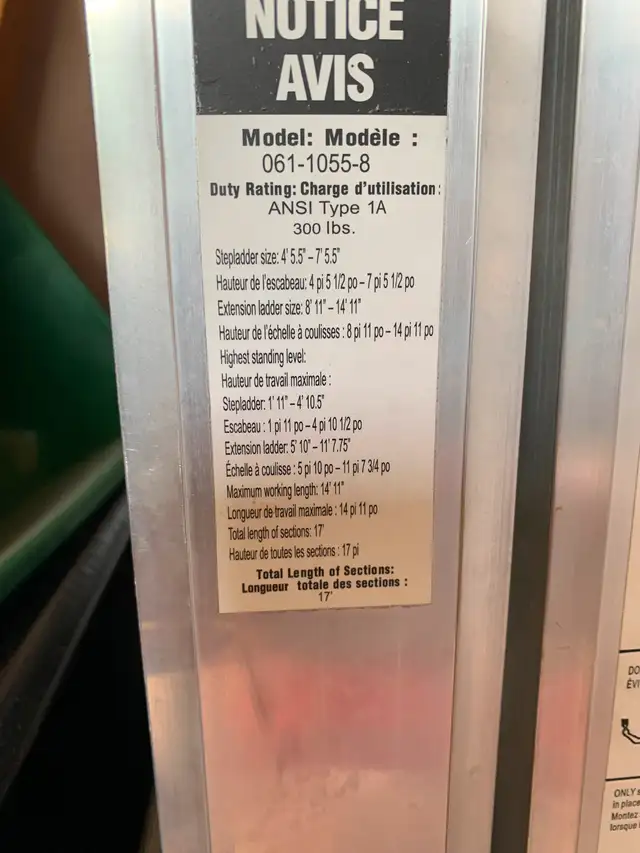 NOTICE
AVIS
Model: Modèle :
061-1055-8
Duty Rating: Charge d'utilisation:
ANSI Type 1A
300 lbs.
Stepladder size: 4' 5.5" – 7' 5.5"
Hauteur de l'escabeau: 4 pi 5 1/2 po – 7 pi 5 1/2 po
Extension ladder size: 8' 11" – 14' 11"
Hauteur de l'échelle à coulisses : 8 pi 11 po – 14 pi 11 po
Highest standing level:
Hauteur de travail maximale :
Stepladder: 1' 11" – 4' 10.5"
Escabeau : 1 pi 11 po – 4 pi 10 1/2 po
Extension ladder: 5' 10" – 11' 7.75"
Échelle à coulisse : 5 pi 10 po – 11 pi 7 3/4 po
Maximum working length: 14' 11"
Longueur de travail maximale : 14 pi 11 po
Total length of sections: 17'
Hauteur de toutes les sections : 17 pi
Total Length of Sections:
Longueur totale des sections :
17'
DO
ÉVI
ONLY
in place
Montez
lorsque